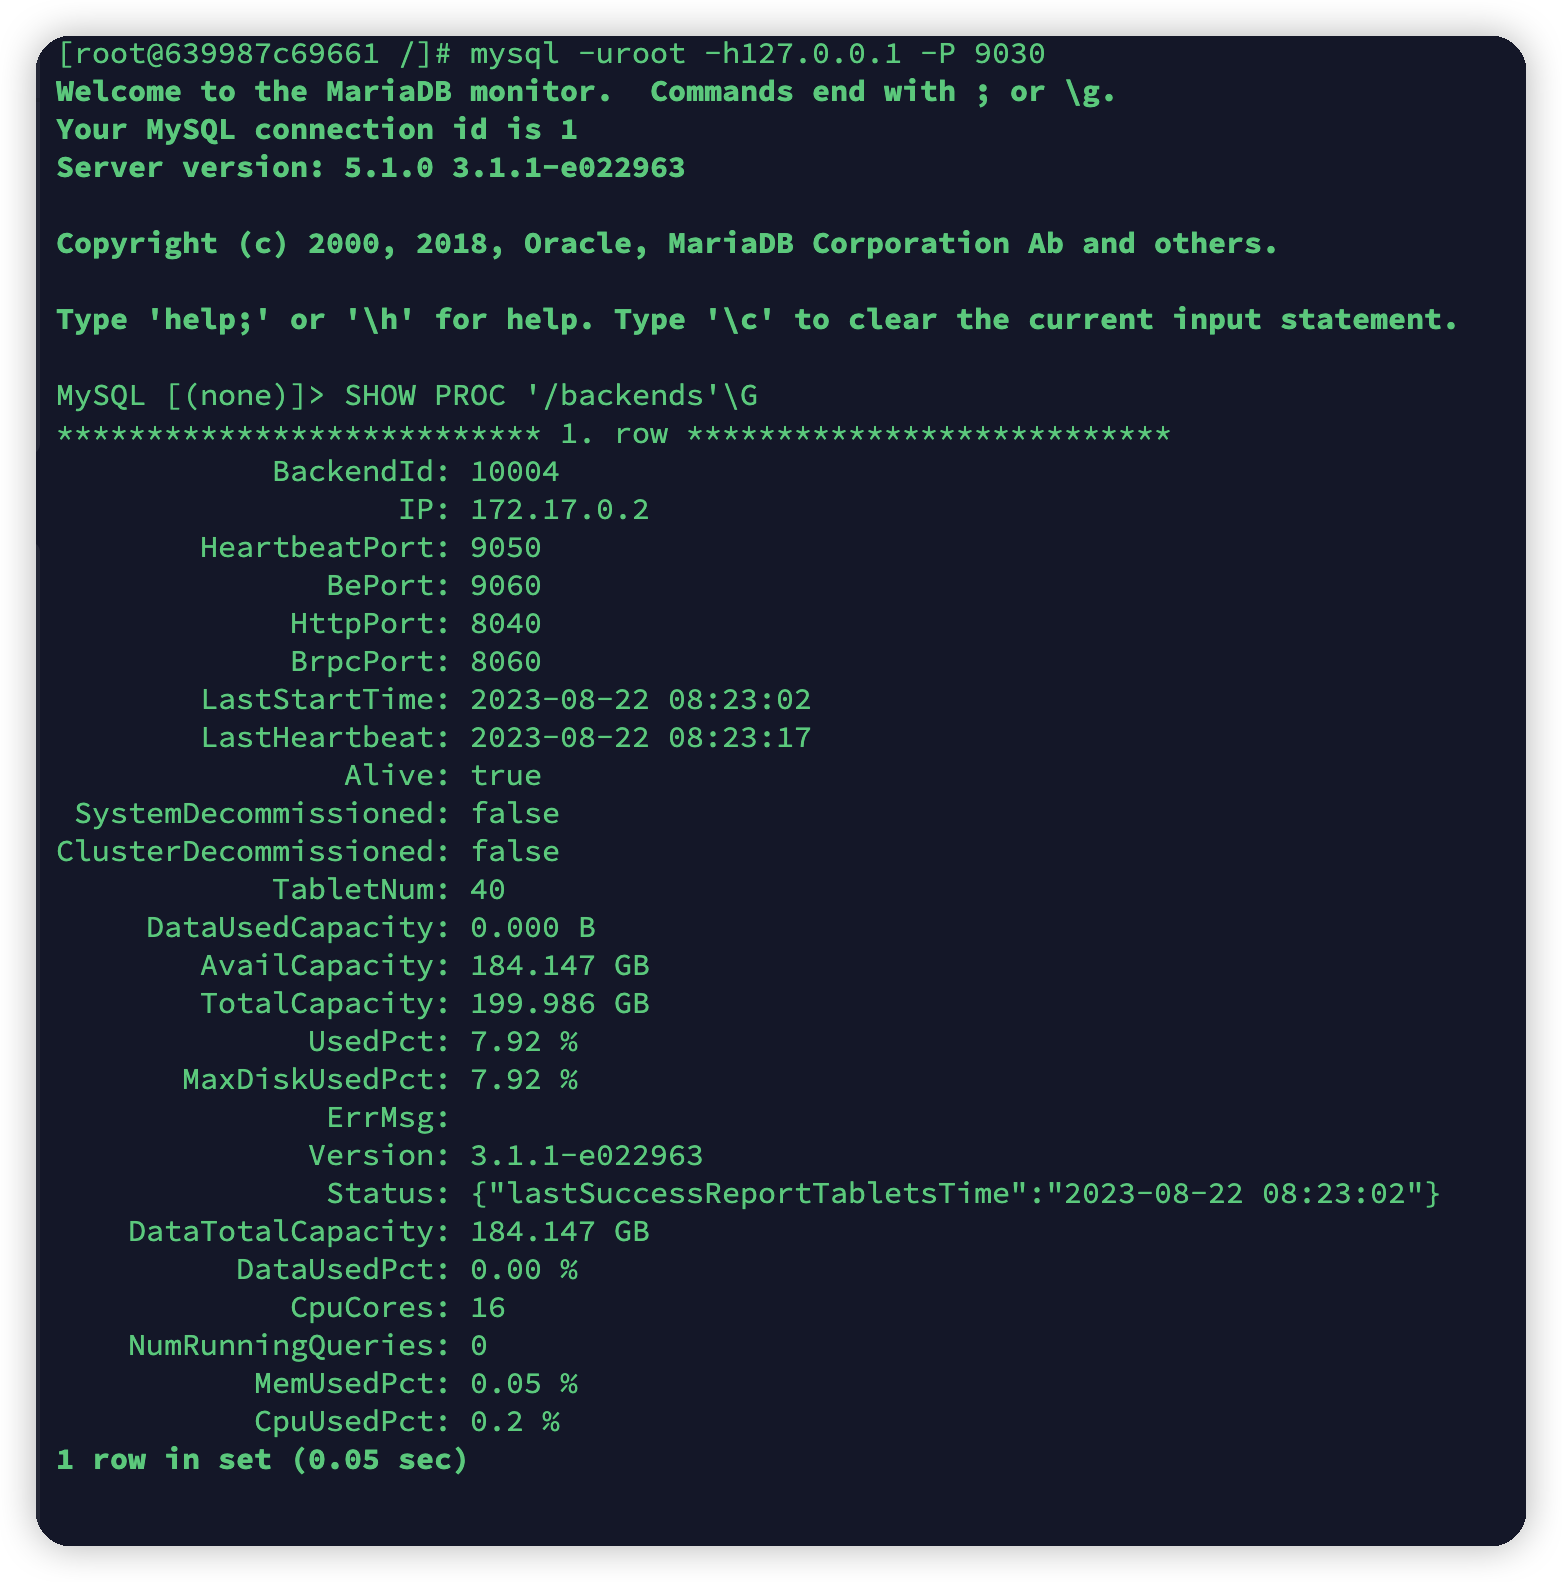 [root@639987c69661 /]# mysql -uroot -h127.0.0.1 -P 9030
Welcome to the MariaDB monitor.  Commands end with ; or \g.
Your MySQL connection id is 1
Server version: 5.1.0 3.1.1-e022963
Copyright (c) 2000, 2018, Oracle, MariaDB Corporation Ab and others.
Type 'help;' or '\h' for help. Type '\c' to clear the current input statement.
MySQL [(none)]> SHOW PROC '/backends'\G
*************************** 1. row ***************************
BackendId: 10004
IP: 172.17.0.2
HeartbeatPort: 9050
BePort: 9060
HttpPort: 8040
BrpcPort: 8060
LastStartTime: 2023-08-22 08:23:02
LastHeartbeat: 2023-08-22 08:23:17
Alive: true
SystemDecommissioned: false
ClusterDecommissioned: false
TabletNum: 40
DataUsedCapacity: 0.000 B
AvailCapacity: 184.147 GB
TotalCapacity: 199.986 GB
UsedPct: 7.92 %
MaxDiskUsedPct: 7.92 %
ErrMsg:
Version: 3.1.1-e022963
Status: {"lastSuccessReportTabletsTime":"2023-08-22 08:23:02"}
DataTotalCapacity: 184.147 GB
DataUsedPct: 0.00 %
CpuCores: 16
NumRunningQueries: 0
MemUsedPct: 0.05 %
CpuUsedPct: 0.2 %
1 row in set (0.05 sec)